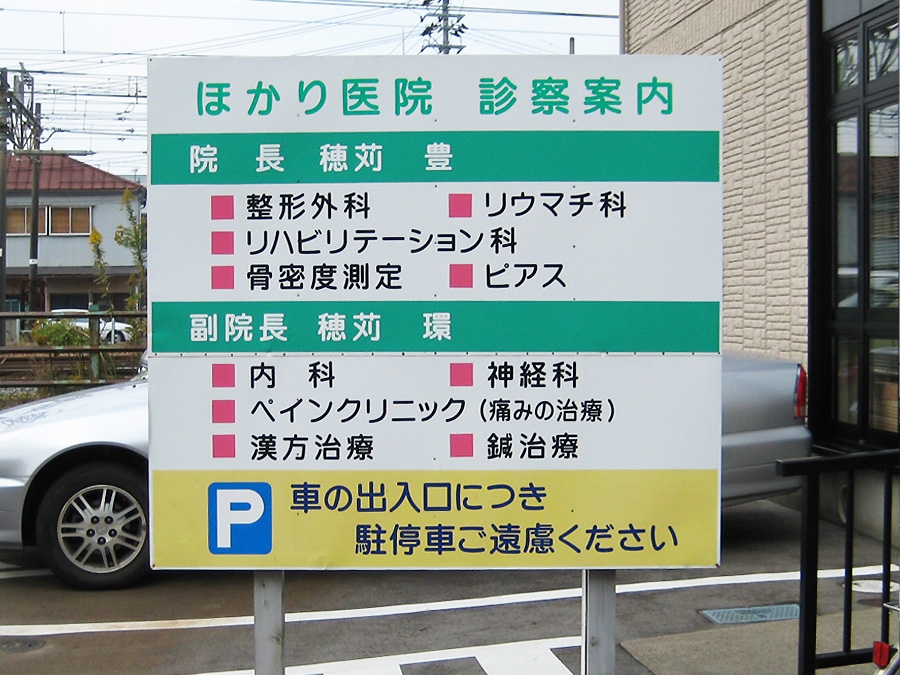 ほかり医院 診察案内
院長 穂苅 豊
整形外科 リウマチ科
リハビリテーション科
骨密度測定 ピアス
副院長 穂苅 環
内科 神経科
ペインクリニック(痛みの治療)
漢方治療 鍼治療
P 車の出入口につき
駐停車ご遠慮ください